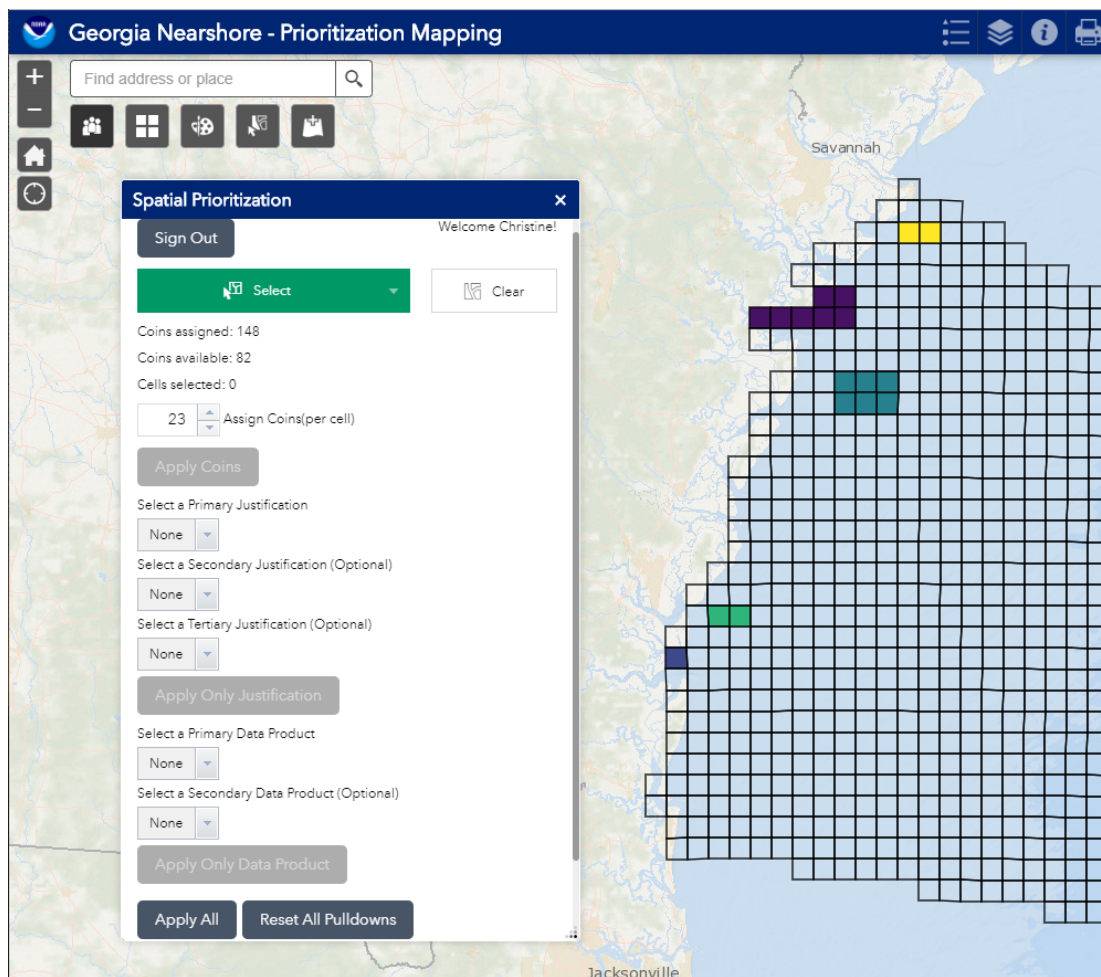 NOAA
Georgia Nearshore - Prioritization Mapping
+
−
Find address or place
Savannah
Spatial Prioritization
×
Sign Out
Welcome Christine!
Select
Clear
Coins assigned: 148
Coins available: 82
Cells selected: 0
23
Assign Coins(per cell)
Apply Coins
Select a Primary Justification
None
Select a Secondary Justification (Optional)
None
Select a Tertiary Justification (Optional)
None
Apply Only Justification
Select a Primary Data Product
None
Select a Secondary Data Product (Optional)
None
Apply Only Data Product
Apply All
Reset All Pulldowns
Jacksonville